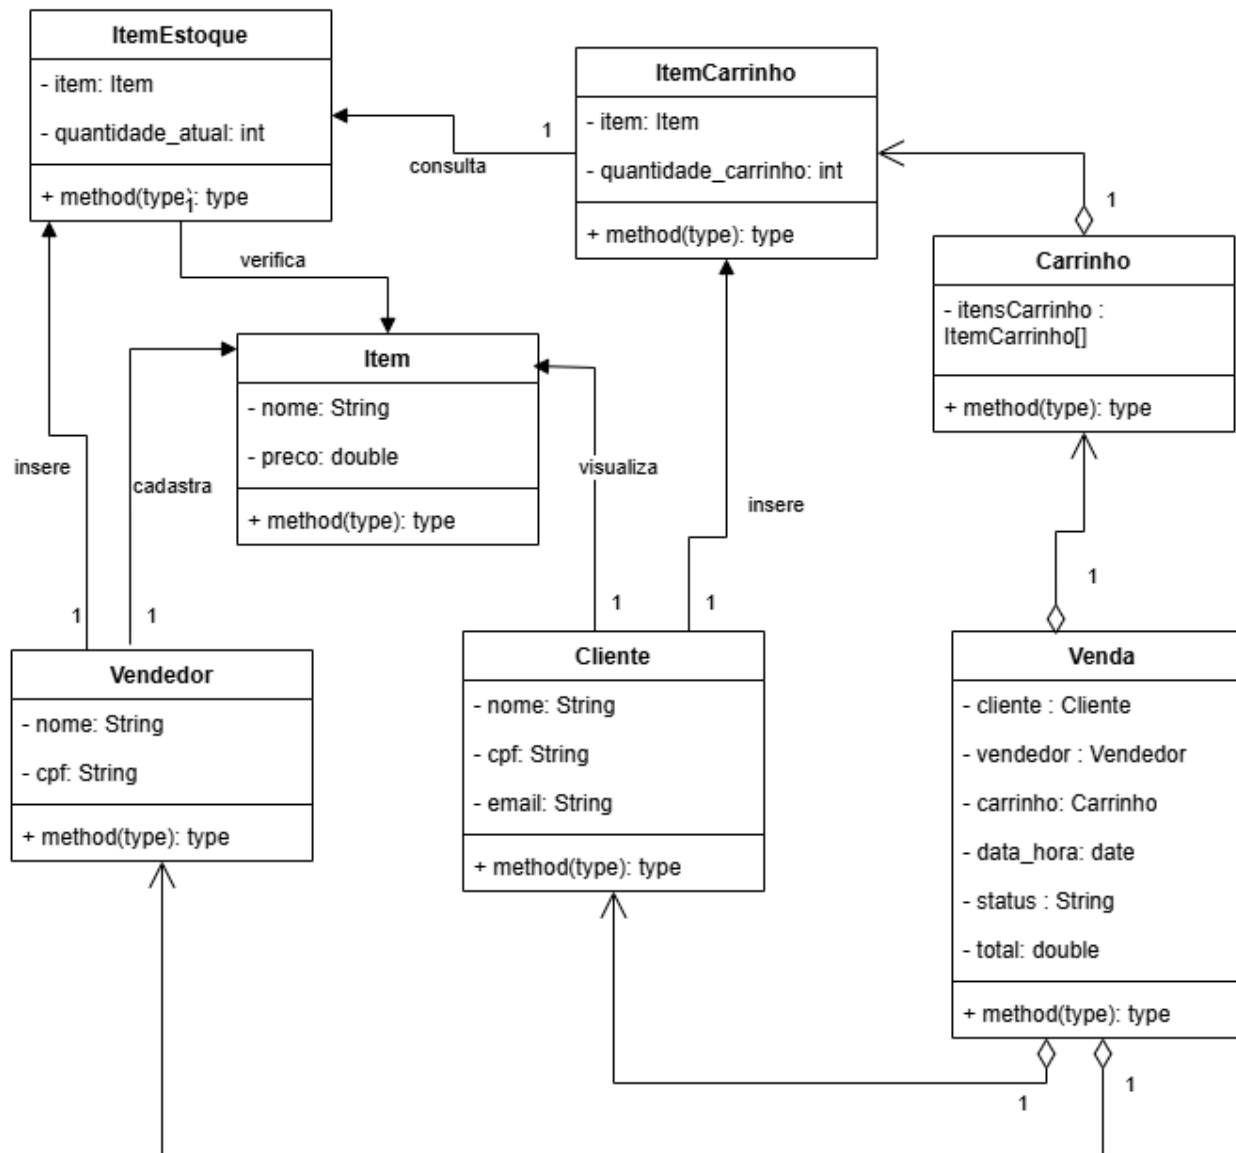 ItemEstoque
- item: Item
- quantidade_atual: int
+ method(type): type
1
ItemCarrinho
- item: Item
- quantidade_carrinho: int
+ method(type): type
1
consulta
1
Carrinho
- itensCarrinho :
ItemCarrinho[]
+ method(type): type
verifica
Item
- nome: String
- preco: double
+ method(type): type
insere
cadastra
visualiza
insere
1
1
1
1
1
Vendedor
- nome: String
- cpf: String
+ method(type): type
Cliente
- nome: String
- cpf: String
- email: String
+ method(type): type
Venda
- cliente : Cliente
- vendedor : Vendedor
- carrinho: Carrinho
- data_hora: date
- status : String
- total: double
+ method(type): type
1
1